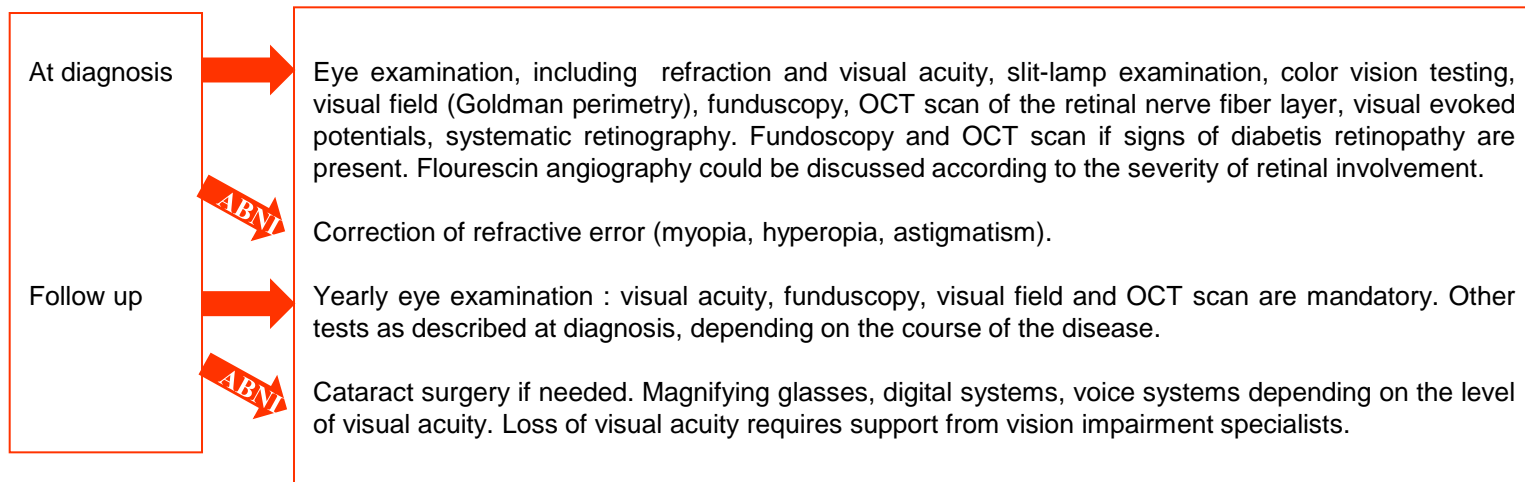 At diagnosis
Eye examination, including refraction and visual acuity, slit-lamp examination, color vision testing,
visual field (Goldman perimetry), funduscopy, OCT scan of the retinal nerve fiber layer, visual evoked
potentials, systematic retinography. Fundoscopy and OCT scan if signs of diabetis retinopathy are
present. Flourescin angiography could be discussed according to the severity of retinal involvement.
ABNL
Correction of refractive error (myopia, hyperopia, astigmatism).
Follow up
Yearly eye examination : visual acuity, funduscopy, visual field and OCT scan are mandatory. Other
tests as described at diagnosis, depending on the course of the disease.
ABNL
Cataract surgery if needed. Magnifying glasses, digital systems, voice systems depending on the level
of visual acuity. Loss of visual acuity requires support from vision impairment specialists.